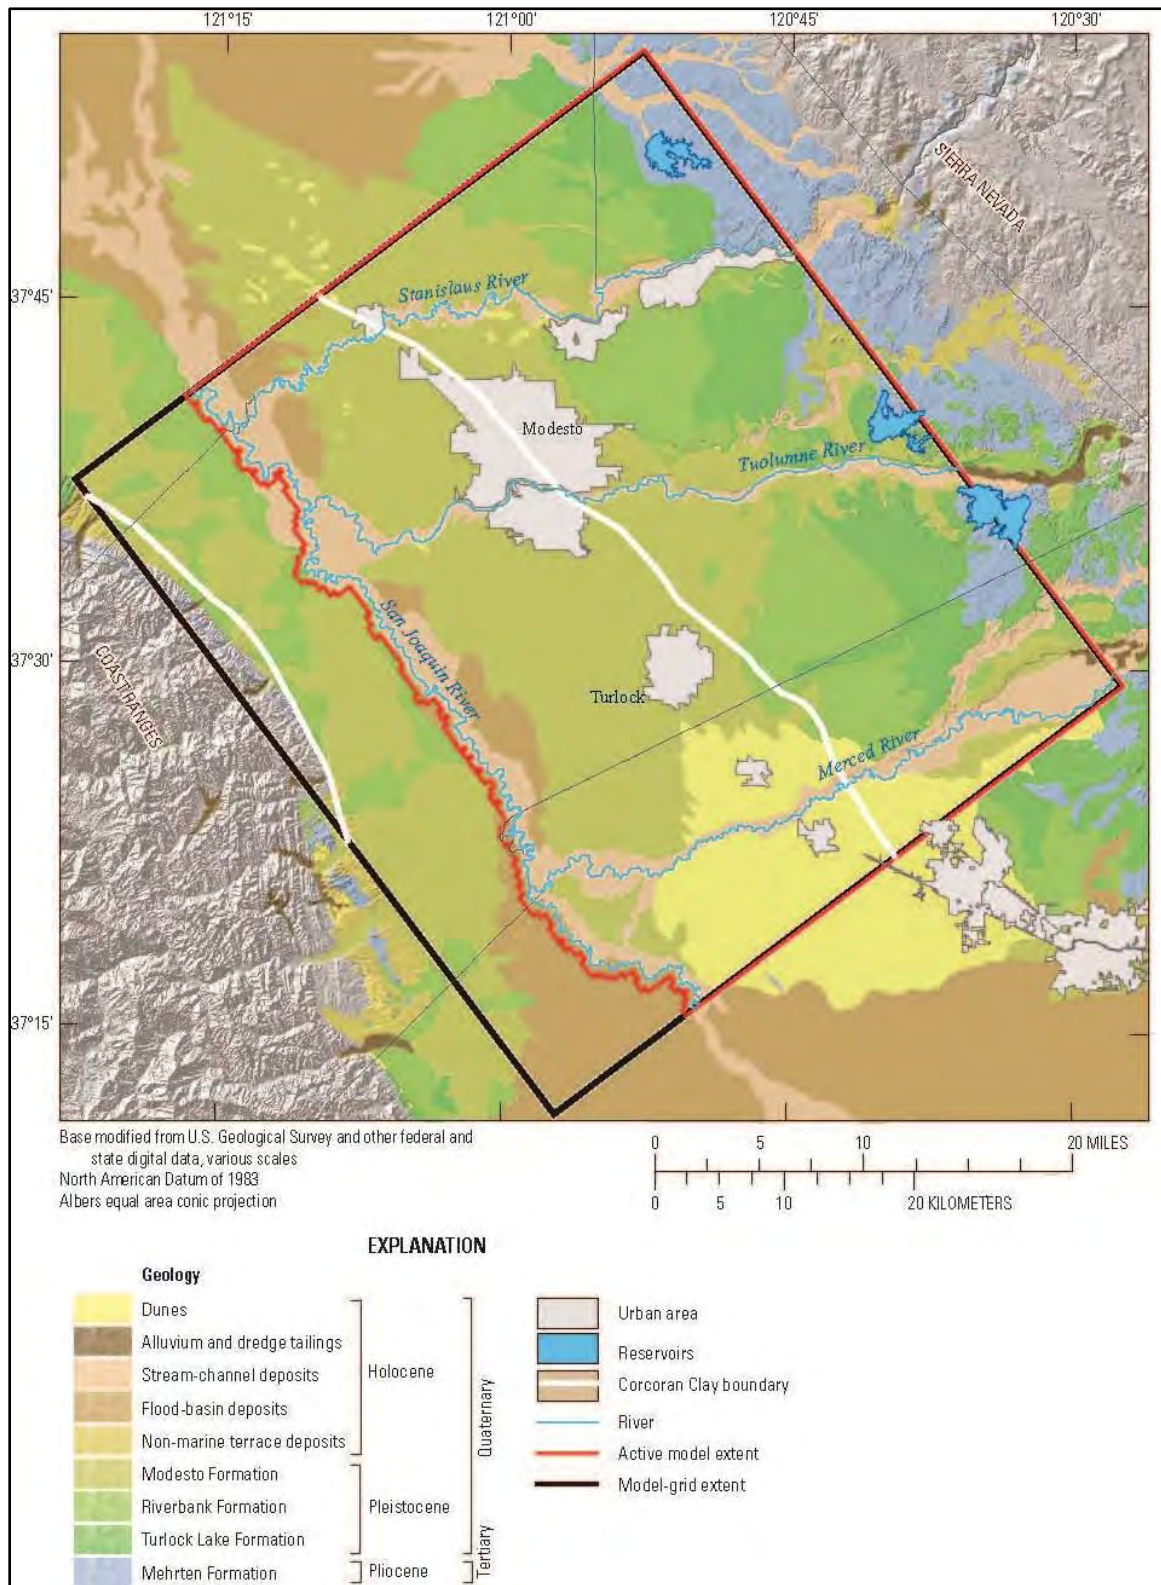 121°15' 121°00' 120°45' 120°30'
SIERRA NEVADA
37°45'
Stanislaus River
Modesto
Tuolumne River
San Joaquin River
37°30'
COAST RANGES
Turlock
Merced River
37°15'
Base modified from U.S. Geological Survey and other federal and
state digital data, various scales
North American Datum of 1983
Albers equal area conic projection
0 5 10 20 MILES
0 5 10 20 KILOMETERS
EXPLANATION
Geology
Dunes
Alluvium and dredge tailings
Stream-channel deposits
Flood-basin deposits
Non-marine terrace deposits
Modesto Formation
Riverbank Formation
Turlock Lake Formation
Mehrten Formation
Holocene
Pleistocene
Pliocene
Quaternary
Tertiary
Urban area
Reservoirs
Corcoran Clay boundary
River
Active model extent
Model-grid extent